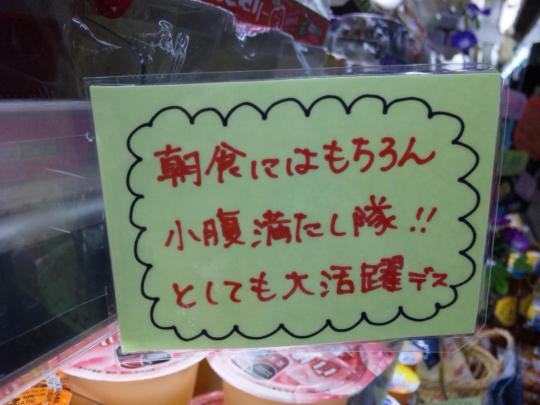 朝食にはもちろん
小腹満たし隊!!
としても大活躍デス